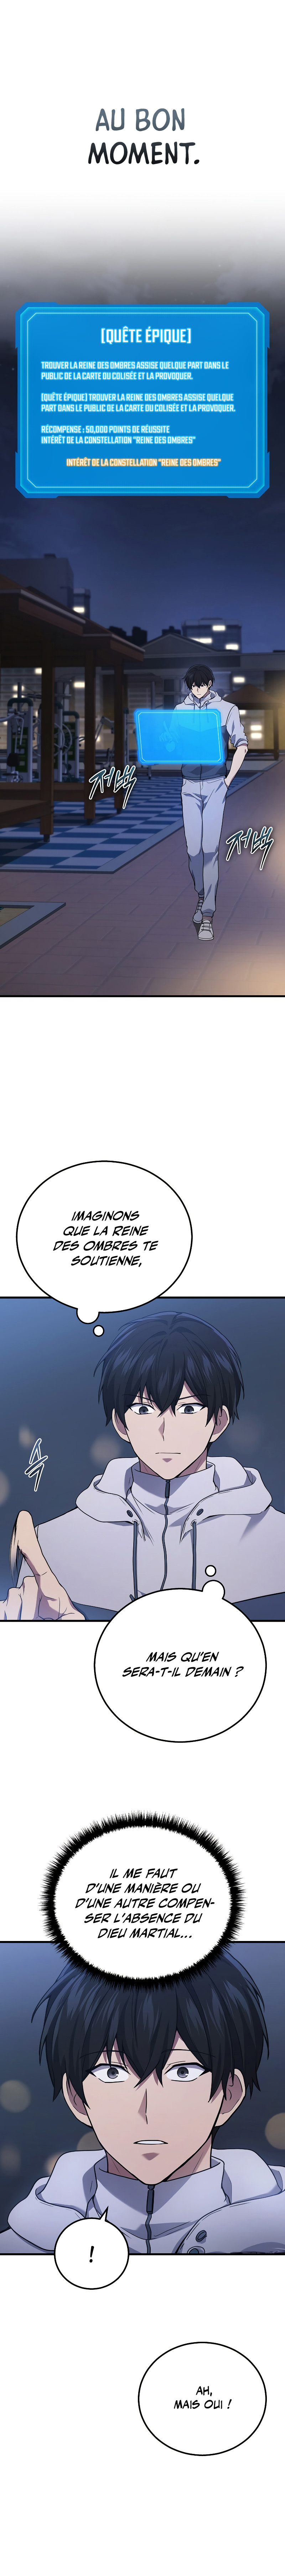 AU BON
MOMENT.
[QUÊTE ÉPIQUE]
TROUVER LA REINE DES OMBRES ASSISE QUELQUE PART DANS LE
PUBLIC DE LA CARTE DU COLISÉE ET LA PROVOQUER.
[QUÊTE ÉPIQUE] TROUVER LA REINE DES OMBRES ASSISE QUELQUE
PART DANS LE PUBLIC DE LA CARTE DU COLISÉE ET LA PROVOQUER.
RÉCOMPENSE : 50,000 POINTS DE RÉUSSITE
INTÉRÊT DE LA CONSTELLATION "REINE DES OMBRES"
INTÉRÊT DE LA CONSTELLATION "REINE DES OMBRES"
저벅
저벅
IMAGINONS
QUE LA REINE
DES OMBRES TE
SOUTIENNE,
슥
MAIS QU'EN
SERA-T-IL DEMAIN ?
IL ME FAUT
D'UNE MANIÈRE OU
D'UNE AUTRE COMPEN-
SER L'ABSENCE DU
DIEU MARTIAL...
!
AH,
MAIS OUI !